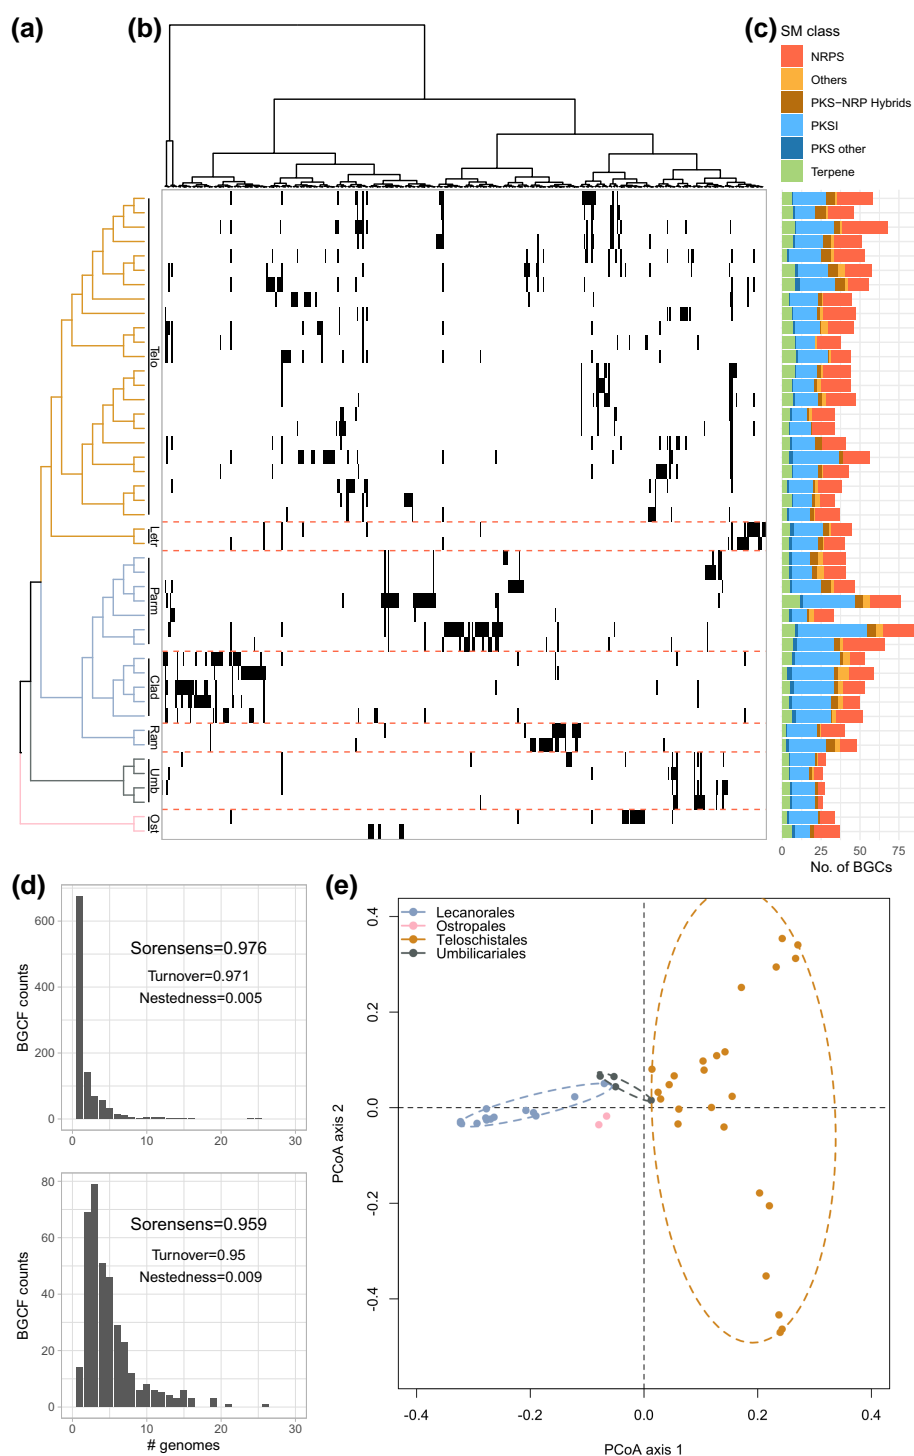 (a)
(b)
(c)
SM class
NRPS
Others
PKS−NRP Hybrids
PKSI
PKS other
Terpene
Telo
Letr
Parm
Clad
Ram
Umb
Ost
0 25 50 75
No. of BGCs
(d)
600
400
200
0
BGCF counts
Sorensens=0.976
Turnover=0.971
Nestedness=0.005
0 10 20 30
80
60
40
20
0
BGCF counts
Sorensens=0.959
Turnover=0.95
Nestedness=0.009
0 10 20 30
# genomes
(e)
Lecanorales
Ostropales
Teloschistales
Umbilicariales
0.4
0.2
0.0
-0.2
-0.4
PCoA axis 2
-0.4 -0.2 0.0 0.2 0.4
PCoA axis 1